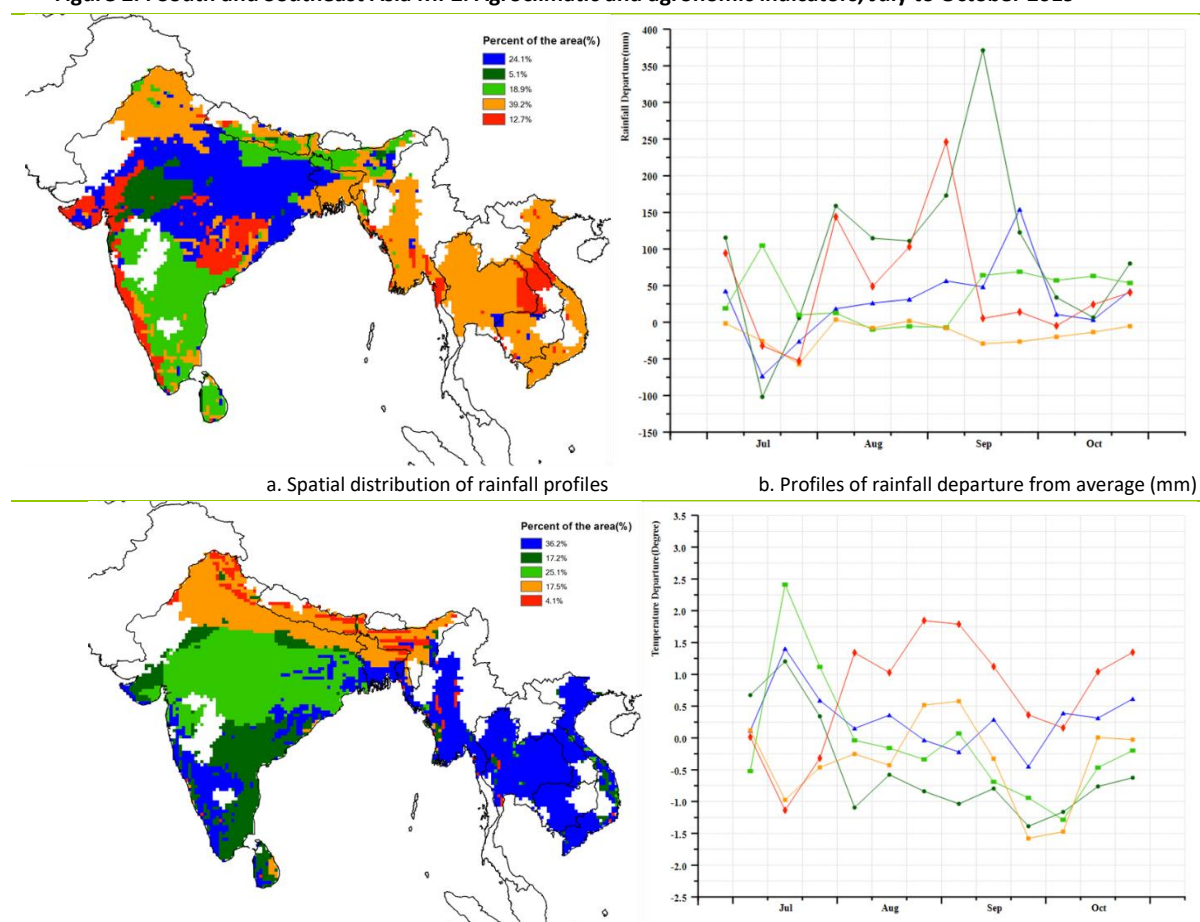 South and Southeast Asia Agroclimatic and agronomic indicators, July to October
Percent of the area(%)
24.1%
5.1%
18.9%
39.2%
12.7%
Rainfall Departure(mm)
400
350
300
250
200
150
100
50
0
-50
-100
-150
Jul
Aug
Sep
Oct
a. Spatial distribution of rainfall profiles
b. Profiles of rainfall departure from average (mm)
Percent of the area(%)
36.2%
17.2%
25.1%
17.5%
4.1%
Temperature Departure(Degree)
3.5
3.0
2.5
2.0
1.5
1.0
0.5
0.0
-0.5
-1.0
-1.5
-2.0
-2.5
Jul
Aug
Sep
Oct